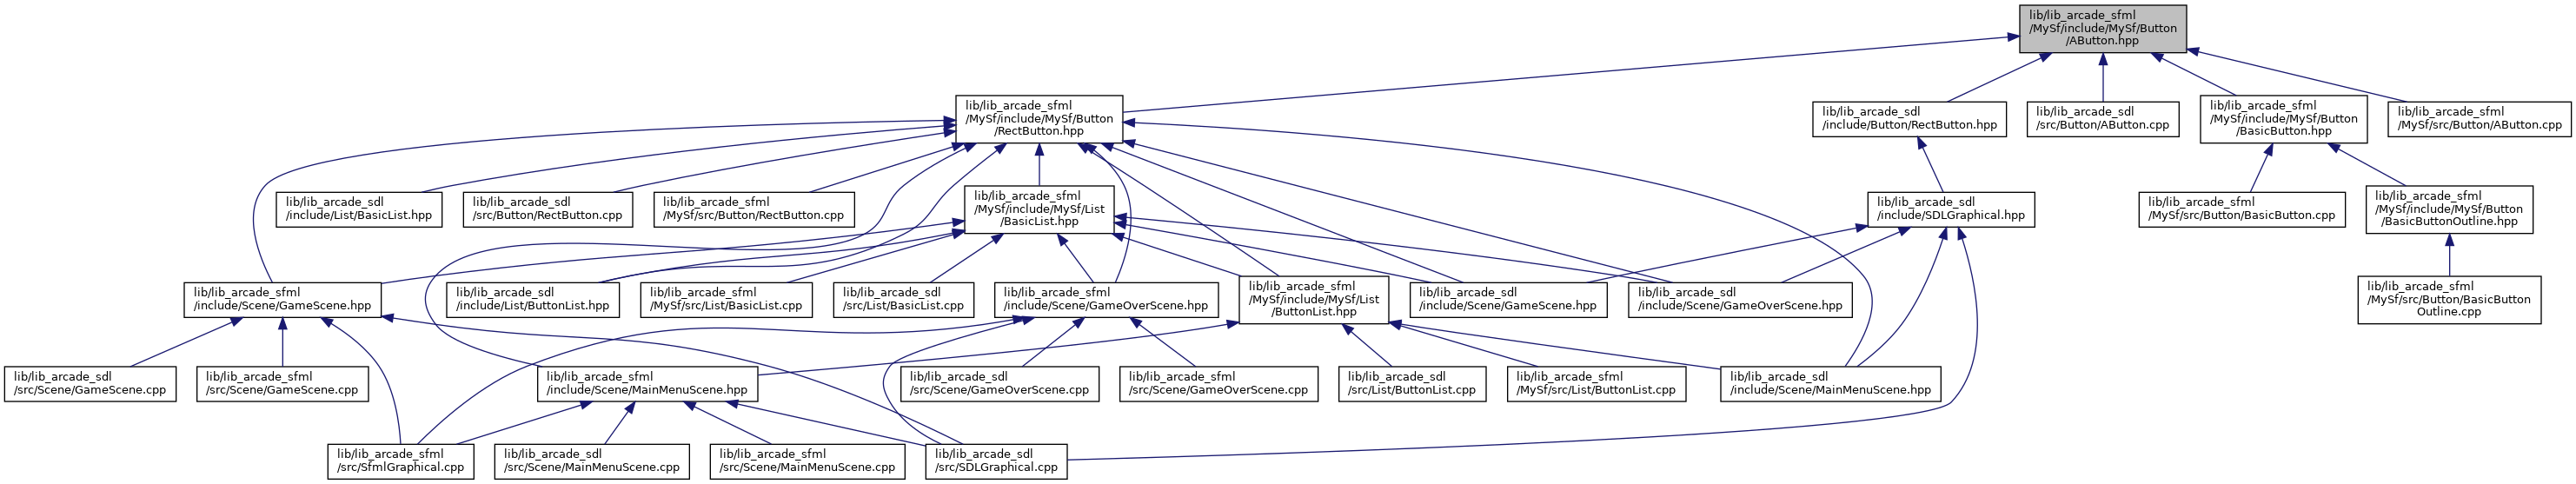 lib/lib_arcade_sfml
/MySf/include/MySf/Button
/AButton.hpp
lib/lib_arcade_sfml
/MySf/include/MySf/Button
/RectButton.hpp
lib/lib_arcade_sdl
/include/Button/RectButton.hpp
lib/lib_arcade_sdl
/src/Button/AButton.cpp
lib/lib_arcade_sfml
/MySf/include/MySf/Button
/BasicButton.hpp
lib/lib_arcade_sfml
/MySf/src/Button/AButton.cpp
lib/lib_arcade_sdl
/include/List/BasicList.hpp
lib/lib_arcade_sdl
/src/Button/RectButton.cpp
lib/lib_arcade_sfml
/MySf/src/Button/RectButton.cpp
lib/lib_arcade_sfml
/MySf/include/MySf/List
/BasicList.hpp
lib/lib_arcade_sdl
/include/SDLGraphical.hpp
lib/lib_arcade_sfml
/MySf/src/Button/BasicButton.cpp
lib/lib_arcade_sfml
/MySf/include/MySf/Button
/BasicButtonOutline.hpp
lib/lib_arcade_sfml
/include/Scene/GameScene.hpp
lib/lib_arcade_sdl
/include/List/ButtonList.hpp
lib/lib_arcade_sfml
/MySf/src/List/BasicList.cpp
lib/lib_arcade_sdl
/src/List/BasicList.cpp
lib/lib_arcade_sfml
/include/Scene/GameOverScene.hpp
lib/lib_arcade_sfml
/MySf/include/MySf/List
/ButtonList.hpp
lib/lib_arcade_sdl
/include/Scene/GameScene.hpp
lib/lib_arcade_sdl
/include/Scene/GameOverScene.hpp
lib/lib_arcade_sfml
/MySf/src/Button/BasicButton
Outline.cpp
lib/lib_arcade_sdl
/src/Scene/GameScene.cpp
lib/lib_arcade_sfml
/src/Scene/GameScene.cpp
lib/lib_arcade_sfml
/include/Scene/MainMenuScene.hpp
lib/lib_arcade_sdl
/src/Scene/GameOverScene.cpp
lib/lib_arcade_sfml
/src/Scene/GameOverScene.cpp
lib/lib_arcade_sdl
/src/List/ButtonList.cpp
lib/lib_arcade_sfml
/MySf/src/List/ButtonList.cpp
lib/lib_arcade_sdl
/include/Scene/MainMenuScene.hpp
lib/lib_arcade_sfml
/src/SfmlGraphical.cpp
lib/lib_arcade_sdl
/src/Scene/MainMenuScene.cpp
lib/lib_arcade_sfml
/src/Scene/MainMenuScene.cpp
lib/lib_arcade_sdl
/src/SDLGraphical.cpp